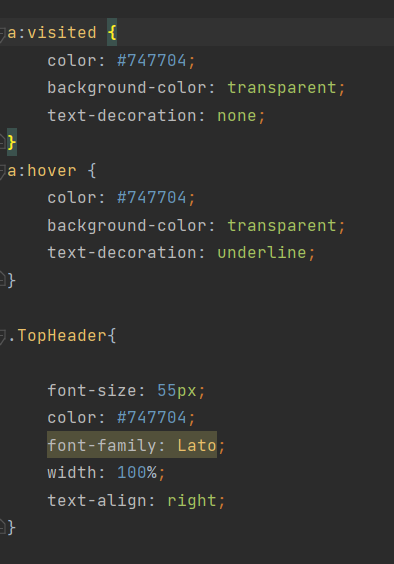 a:visited {
    color: #747704;
    background-color: transparent;
    text-decoration: none;
}
a:hover {
    color: #747704;
    background-color: transparent;
    text-decoration: underline;
}
.TopHeader{
    font-size: 55px;
    color: #747704;
    font-family: Lato;
    width: 100%;
    text-align: right;
}